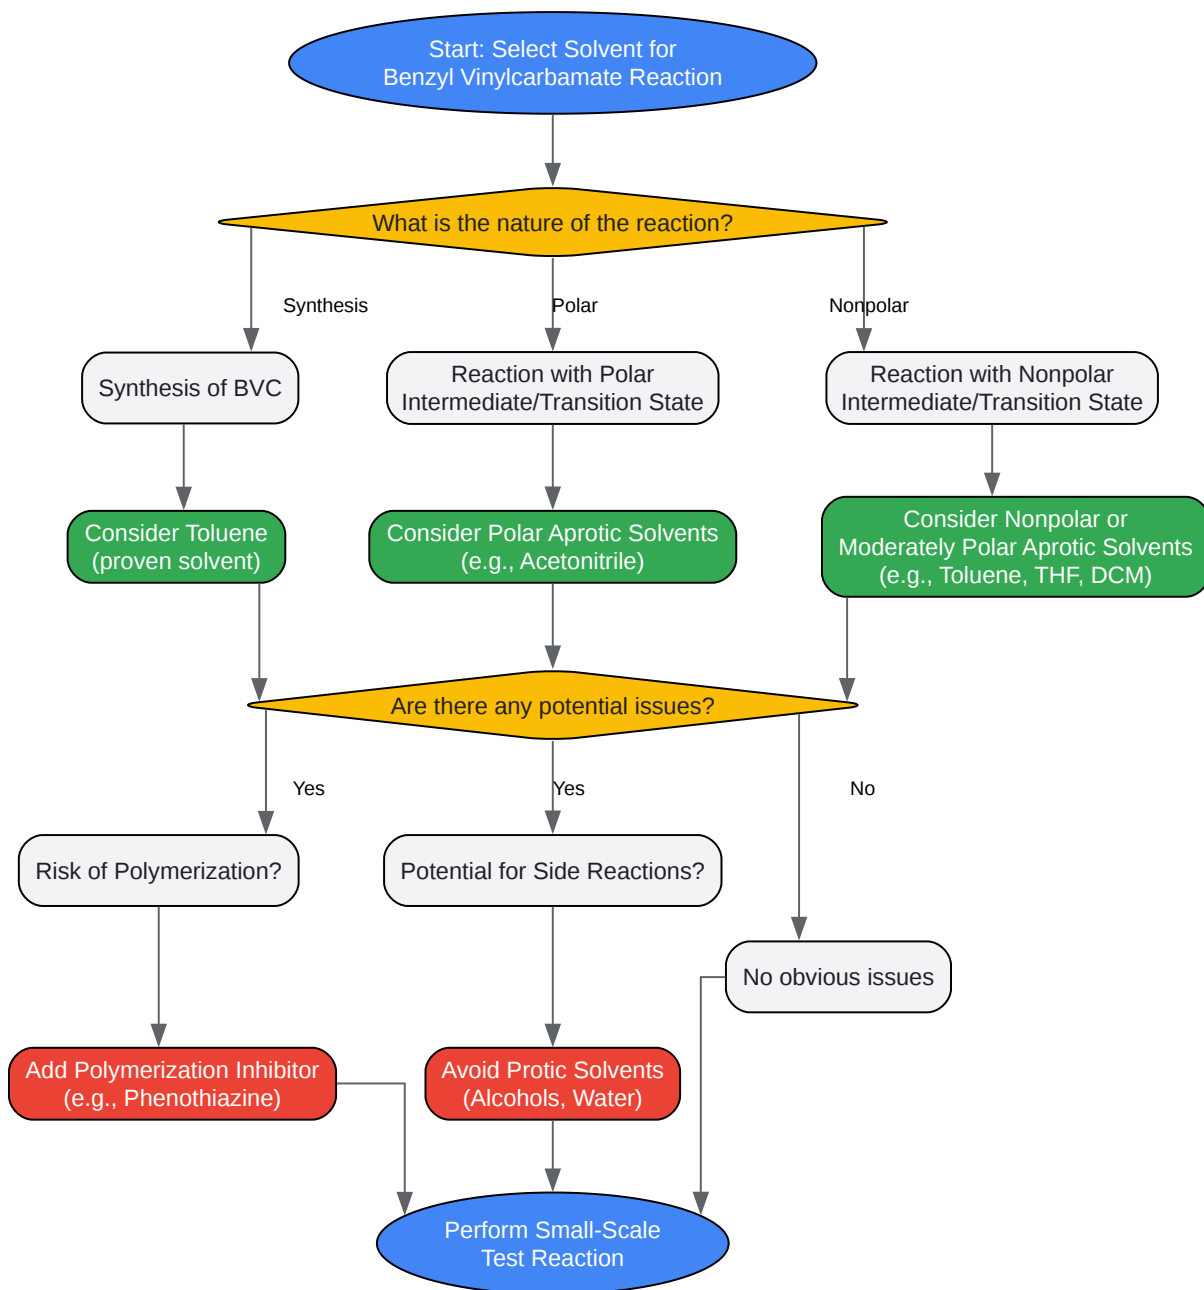 Start: Select Solvent for
Benzyl Vinylcarbamate Reaction
What is the nature of the reaction?
Synthesis
Polar
Nonpolar
Synthesis of BVC
Reaction with Polar
Intermediate/Transition State
Reaction with Nonpolar
Intermediate/Transition State
Consider Toluene
(proven solvent)
Consider Polar Aprotic Solvents
(e.g., Acetonitrile)
Consider Nonpolar or
Moderately Polar Aprotic Solvents
(e.g., Toluene, THF, DCM)
Are there any potential issues?
Yes
Yes
No
Risk of Polymerization?
Potential for Side Reactions?
No obvious issues
Add Polymerization Inhibitor
(e.g., Phenothiazine)
Avoid Protic Solvents
(Alcohols, Water)
Perform Small-Scale
Test Reaction